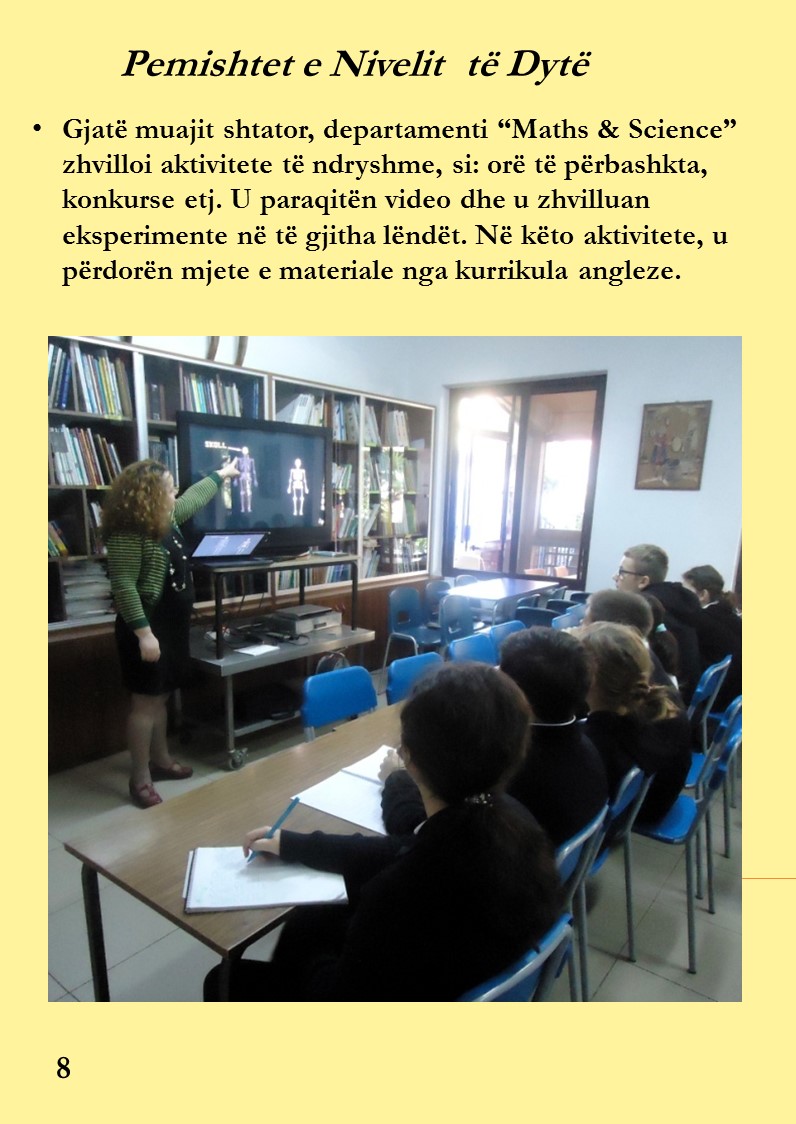 Pemishtet e Nivelit të Dytë
• Gjatë muajit shtator, departamenti “Maths & Science”
zhvilloi aktivitete të ndryshme, si: orë të përbashkta,
konkurse etj. U paraqitën video dhe u zhvilluan
eksperimente në të gjitha lëndët. Në këto aktivitete, u
përdorën mjete e materiale nga kurrikula angleze.
SKULL
8